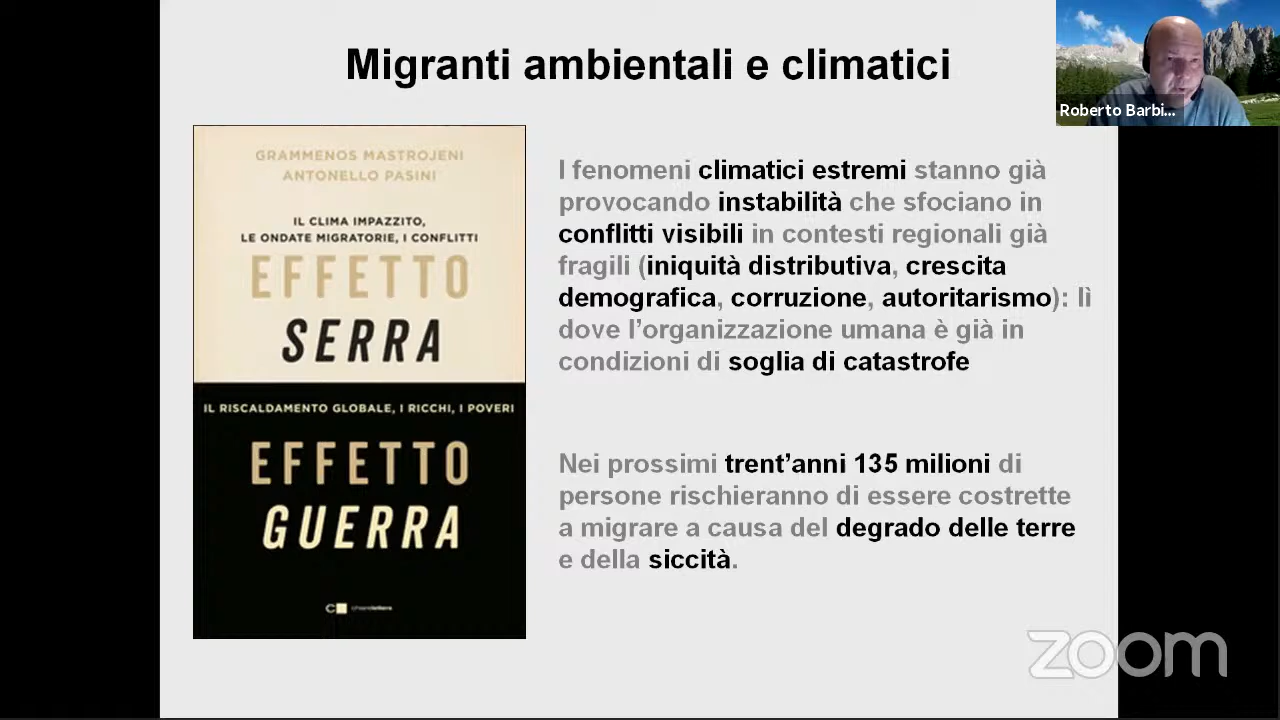 Migranti ambientali e climatici
Roberto Barbi...
GRAMMENOS MASTROJENI
ANTONELLO PASINI
IL CLIMA IMPAZZITO,
LE ONDATE MIGRATORIE, I CONFLITTI
EFFETTO
SERRA
IL RISCALDAMENTO GLOBALE, I RICCHI, I POVERI
EFFETTO
GUERRA
chiarelettere
I fenomeni climatici estremi stanno già
provocando instabilità che sfociano in
conflitti visibili in contesti regionali già
fragili (iniquità distributiva, crescita
demografica, corruzione, autoritarismo): lì
dove l’organizzazione umana è già in
condizioni di soglia di catastrofe
Nei prossimi trent’anni 135 milioni di
persone rischieranno di essere costrette
a migrare a causa del degrado delle terre
e della siccità.
zoom